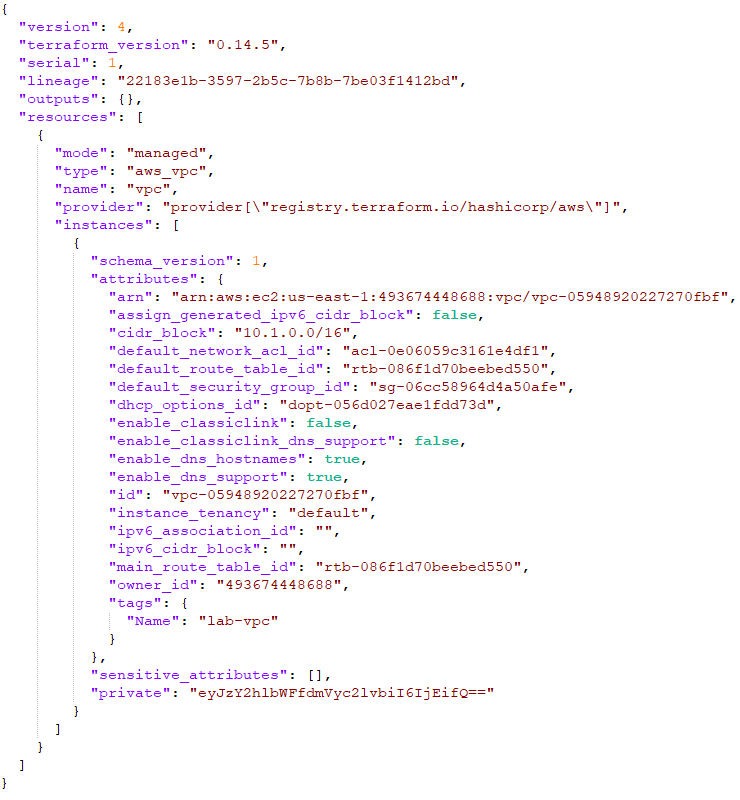 {
  "version": 4,
  "terraform_version": "0.14.5",
  "serial": 1,
  "lineage": "22183e1b-3597-2b5c-7b8b-7be03f1412bd",
  "outputs": {},
  "resources": [
    {
      "mode": "managed",
      "type": "aws_vpc",
      "name": "vpc",
      "provider": "provider[\"registry.terraform.io/hashicorp/aws\"]",
      "instances": [
        {
          "schema_version": 1,
          "attributes": {
            "arn": "arn:aws:ec2:us-east-1:493674448688:vpc/vpc-05948920227270fbf",
            "assign_generated_ipv6_cidr_block": false,
            "cidr_block": "10.1.0.0/16",
            "default_network_acl_id": "acl-0e06059c3161e4df1",
            "default_route_table_id": "rtb-086f1d70beebed550",
            "default_security_group_id": "sg-06cc58964d4a50afe",
            "dhcp_options_id": "dopt-056d027eae1fdd73d",
            "enable_classiclink": false,
            "enable_classiclink_dns_support": false,
            "enable_dns_hostnames": true,
            "enable_dns_support": true,
            "id": "vpc-05948920227270fbf",
            "instance_tenancy": "default",
            "ipv6_association_id": "",
            "ipv6_cidr_block": "",
            "main_route_table_id": "rtb-086f1d70beebed550",
            "owner_id": "493674448688",
            "tags": {
              "Name": "lab-vpc"
            }
          },
          "sensitive_attributes": [],
          "private": "eyJzY2hlbWFfdmVyc2lvbiI6IjEifQ=="
        }
      ]
    }
  ]
}